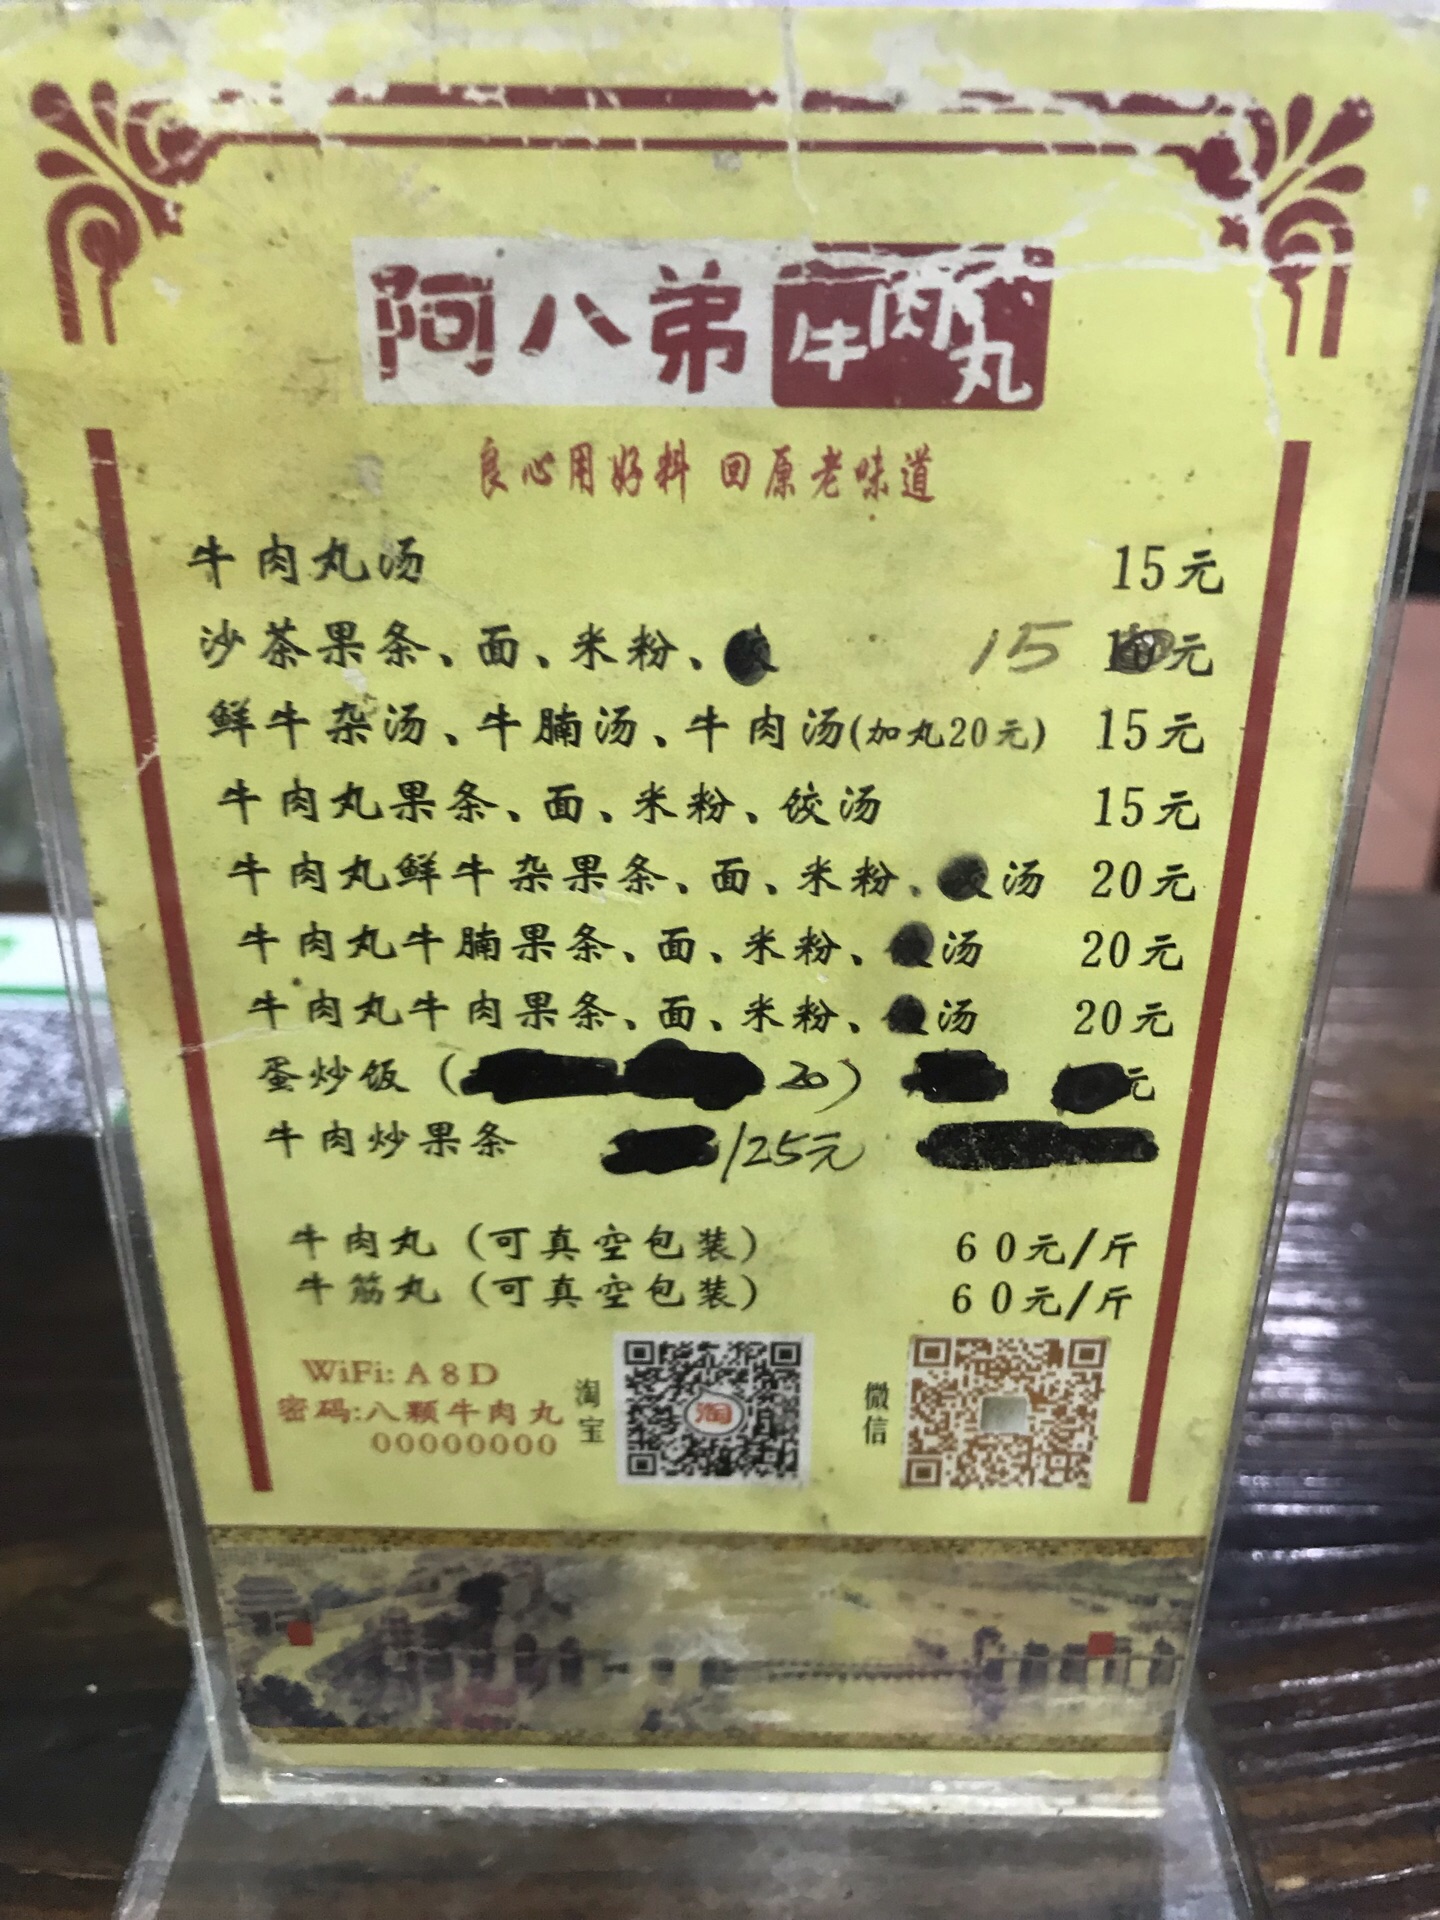 阿八弟牛肉丸
良心用好料 回原老味道
牛肉丸汤 15元
沙茶果条、面、米粉、 15 元
鲜牛杂汤、牛腩汤、牛肉汤(加丸20元) 15元
牛肉丸果条、面、米粉、饺汤 15元
牛肉丸鲜牛杂果条、面、米粉、汤 20元
牛肉丸牛腩果条、面、米粉、汤 20元
牛肉丸牛肉果条、面、米粉、汤 20元
蛋炒饭( 20) 元
牛肉炒果条 /25元
牛肉丸(可真空包装) 60元/斤
牛筋丸(可真空包装) 60元/斤
WiFi: A8D
密码:八颗牛肉丸
00000000
淘宝
淘
微信